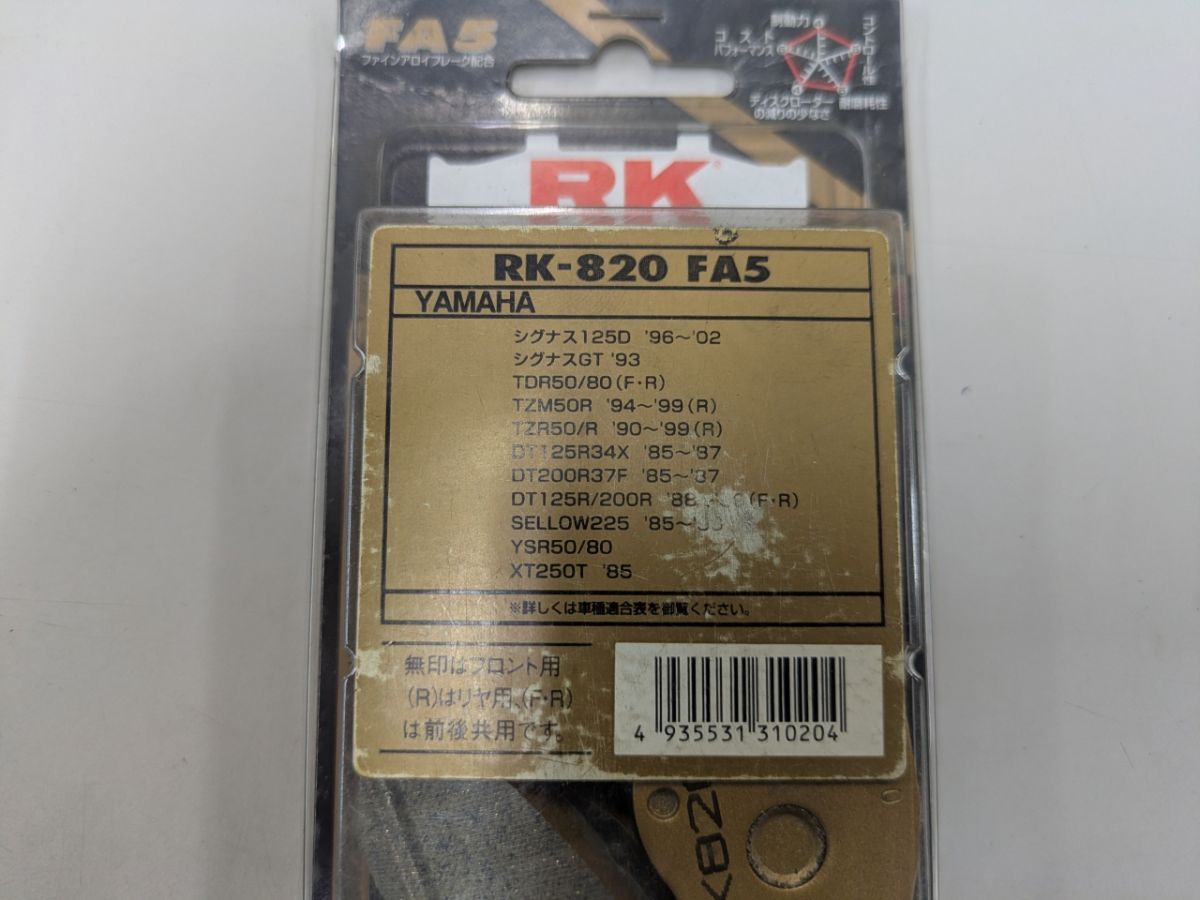 FA5
ファインアロイフレーク配合
制動力
コントロール性
耐磨耗性
ディスクローター
の減りの少なさ
コスト
パフォーマンス
RK
RK-820 FA5
YAMAHA
シグナス125D '96～'02
シグナスGT '93
TDR50/80(F・R)
TZM50R '94～'99(R)
TZR50/R '90～'99(R)
DT125R34X '85～'87
DT200R37F '85～'87
DT125R/200R '88 (F・R)
SELLOW225 '85～
YSR50/80
XT250T '85
※詳しくは車種適合表を御覧ください。
無印はフロント用
(R)はリヤ用、(F・R)
は前後共用です。
4 935531 310204